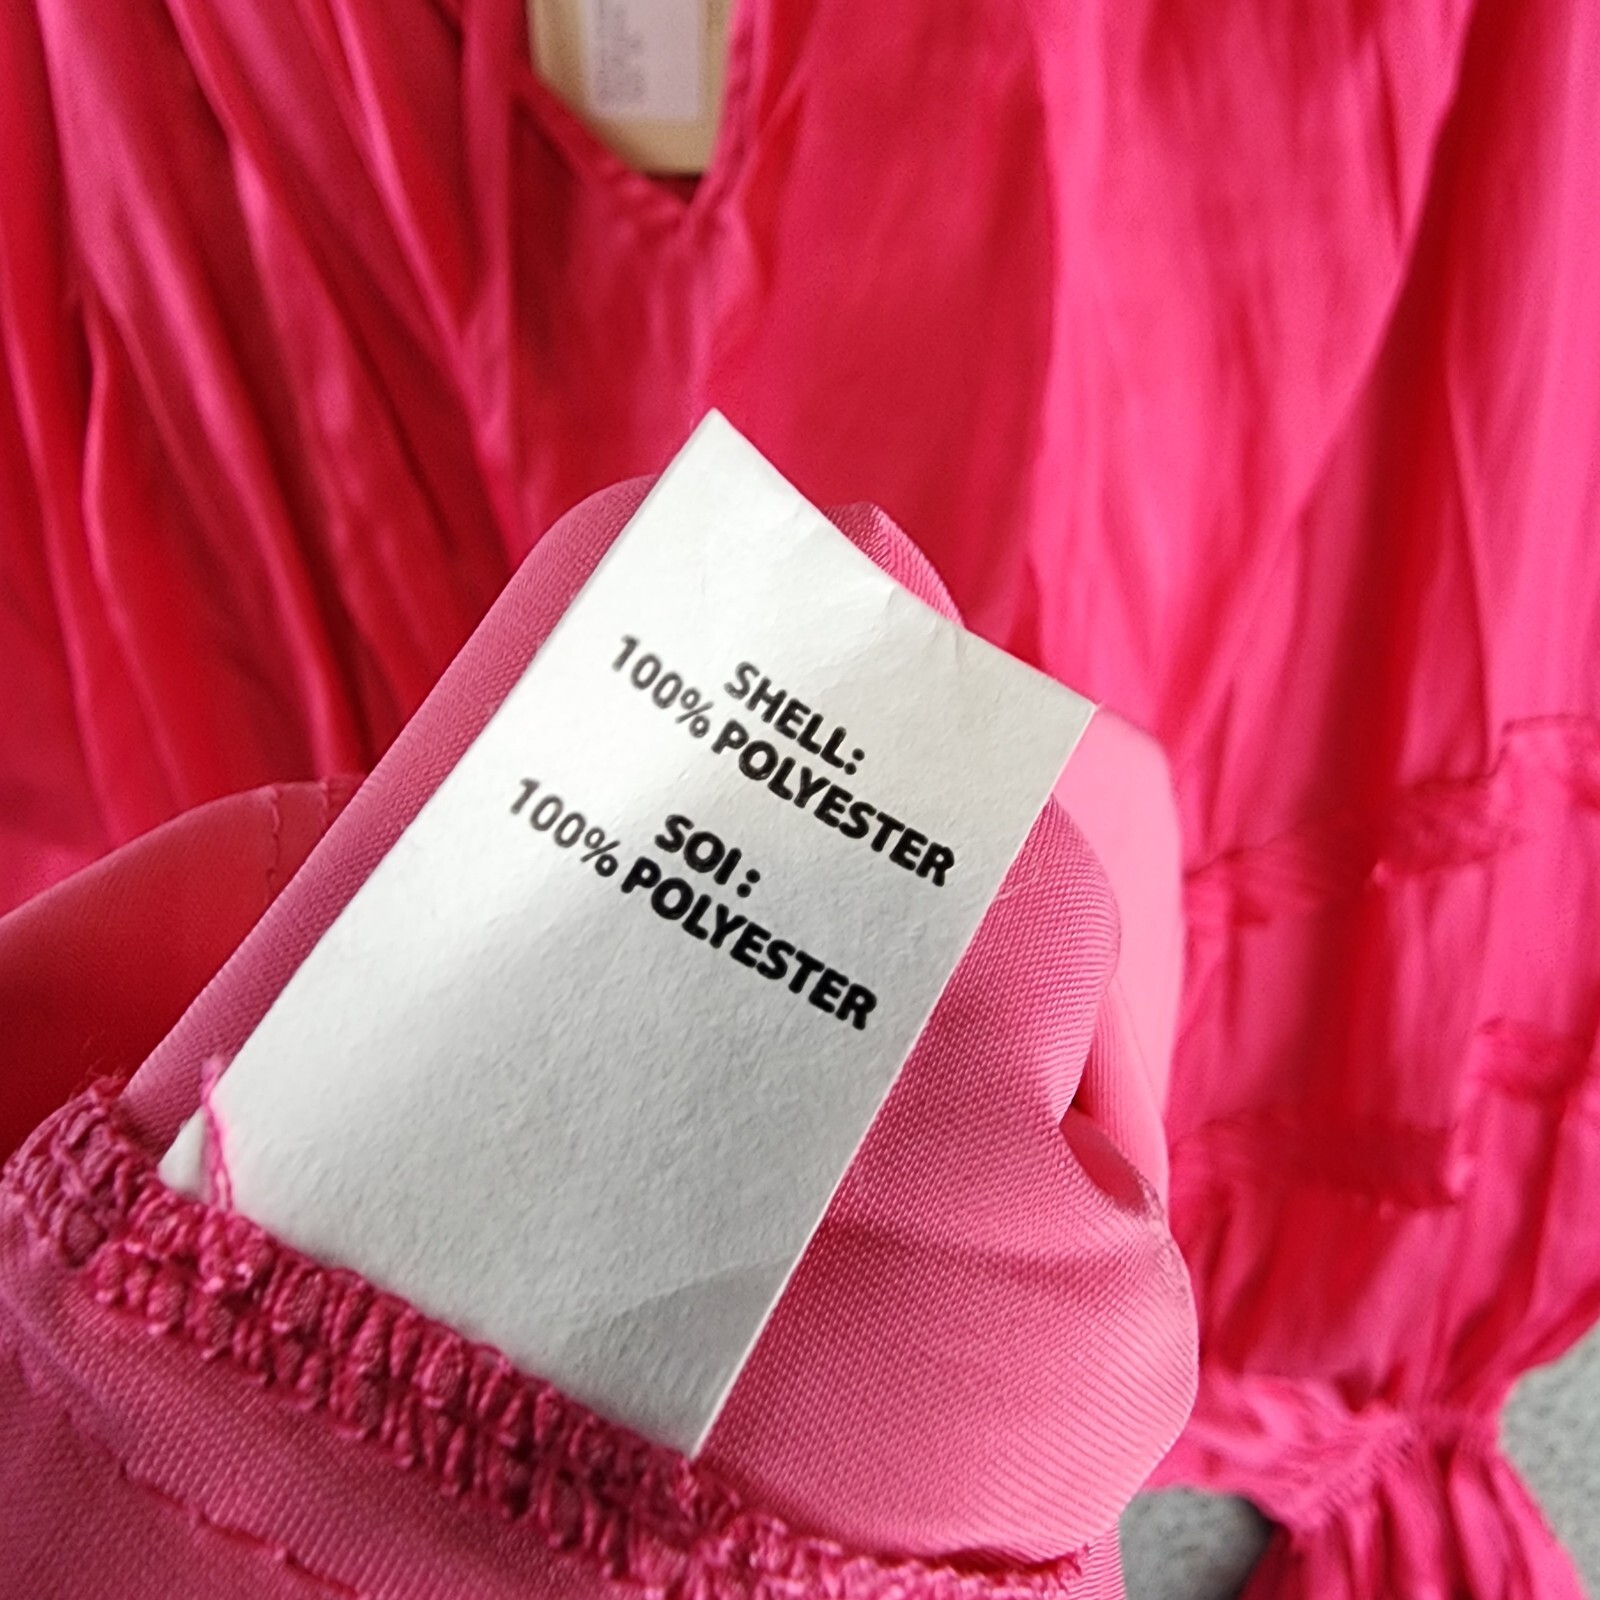 SHELL:
100% POLYESTER
SOI :
100% POLYESTER